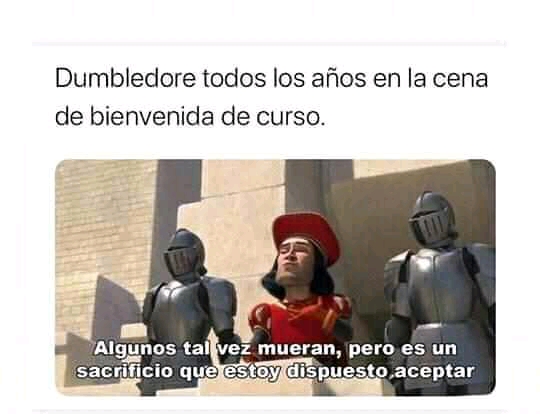 Dumbledore todos los años en la cena
de bienvenida de curso.
Algunos tal vez mueran, pero es un
sacrificio que estoy dispuesto,aceptar